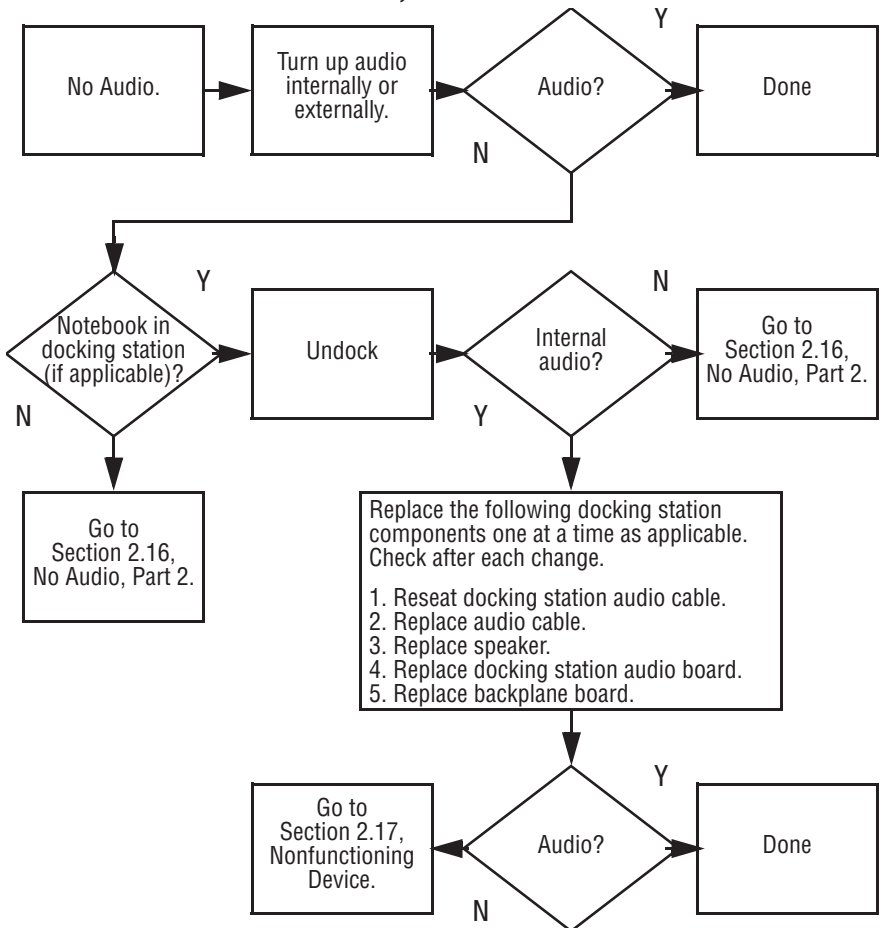 No Audio.
Turn up audio
internally or
externally.
Audio?
Y
Done
N
Notebook in
docking station
(if applicable)?
Y
N
Undock
Internal
audio?
N
Y
Go to
Section 2.16,
No Audio, Part 2.
Go to
Section 2.16,
No Audio, Part 2.
Replace the following docking station
components one at a time as applicable.
Check after each change.
1. Reseat docking station audio cable.
2. Replace audio cable.
3. Replace speaker.
4. Replace docking station audio board.
5. Replace backplane board.
Go to
Section 2.17,
Nonfunctioning
Device.
Audio?
Y
Done
N